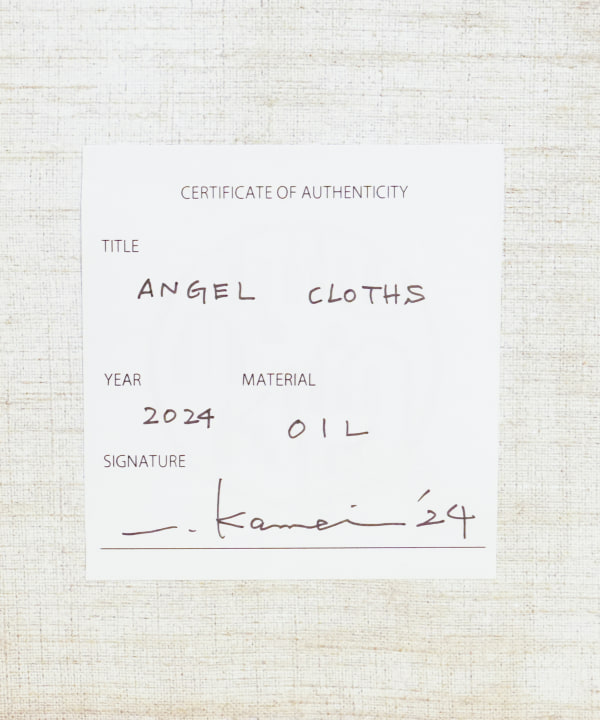 CERTIFICATE OF AUTHENTICITY
TITLE
ANGEL CLOTHS
YEAR MATERIAL
2024 OIL
SIGNATURE
Kamei '24